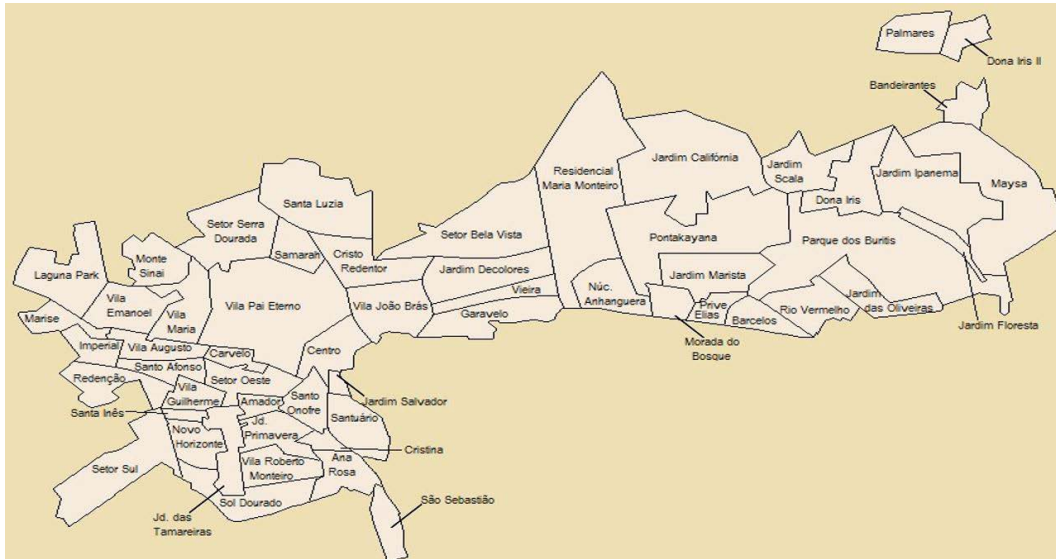 Palmares
Dona Iris II
Bandeirantes
Jardim Califórnia
Jardim
Scala
Jardim Ipanema
Maysa
Residencial
Maria Monteiro
Dona Iris
Santa Luzia
Setor Serra
Dourada
Samarah
Cristo
Redentor
Setor Bela Vista
Pontakayana
Parque dos Buritis
Monte
Sinai
Laguna Park
Jardim Decolores
Jardim Marista
Vila
Emanoel
Vila Pai Eterno
Vila João Brás
Vieira
Núc.
Anhanguera
Prive
Elias
Rio Vermelho
Jardim
das Oliveiras
Marise
Vila
Maria
Garavelo
Barcelos
Jardim Floresta
Imperial
Vila Augusto
Carvelo
Centro
Morada do
Bosque
Santo Afonso
Redenção
Setor Oeste
Vila
Guilherme
Amador
Santo
Onofre
Jardim Salvador
Santa Inês
Santuário
Novo
Horizonte
Jd.
Primavera
Cristina
Setor Sul
Vila Roberto
Monteiro
Ana
Rosa
Sol Dourado
São Sebastião
Jd. das
Tamareiras